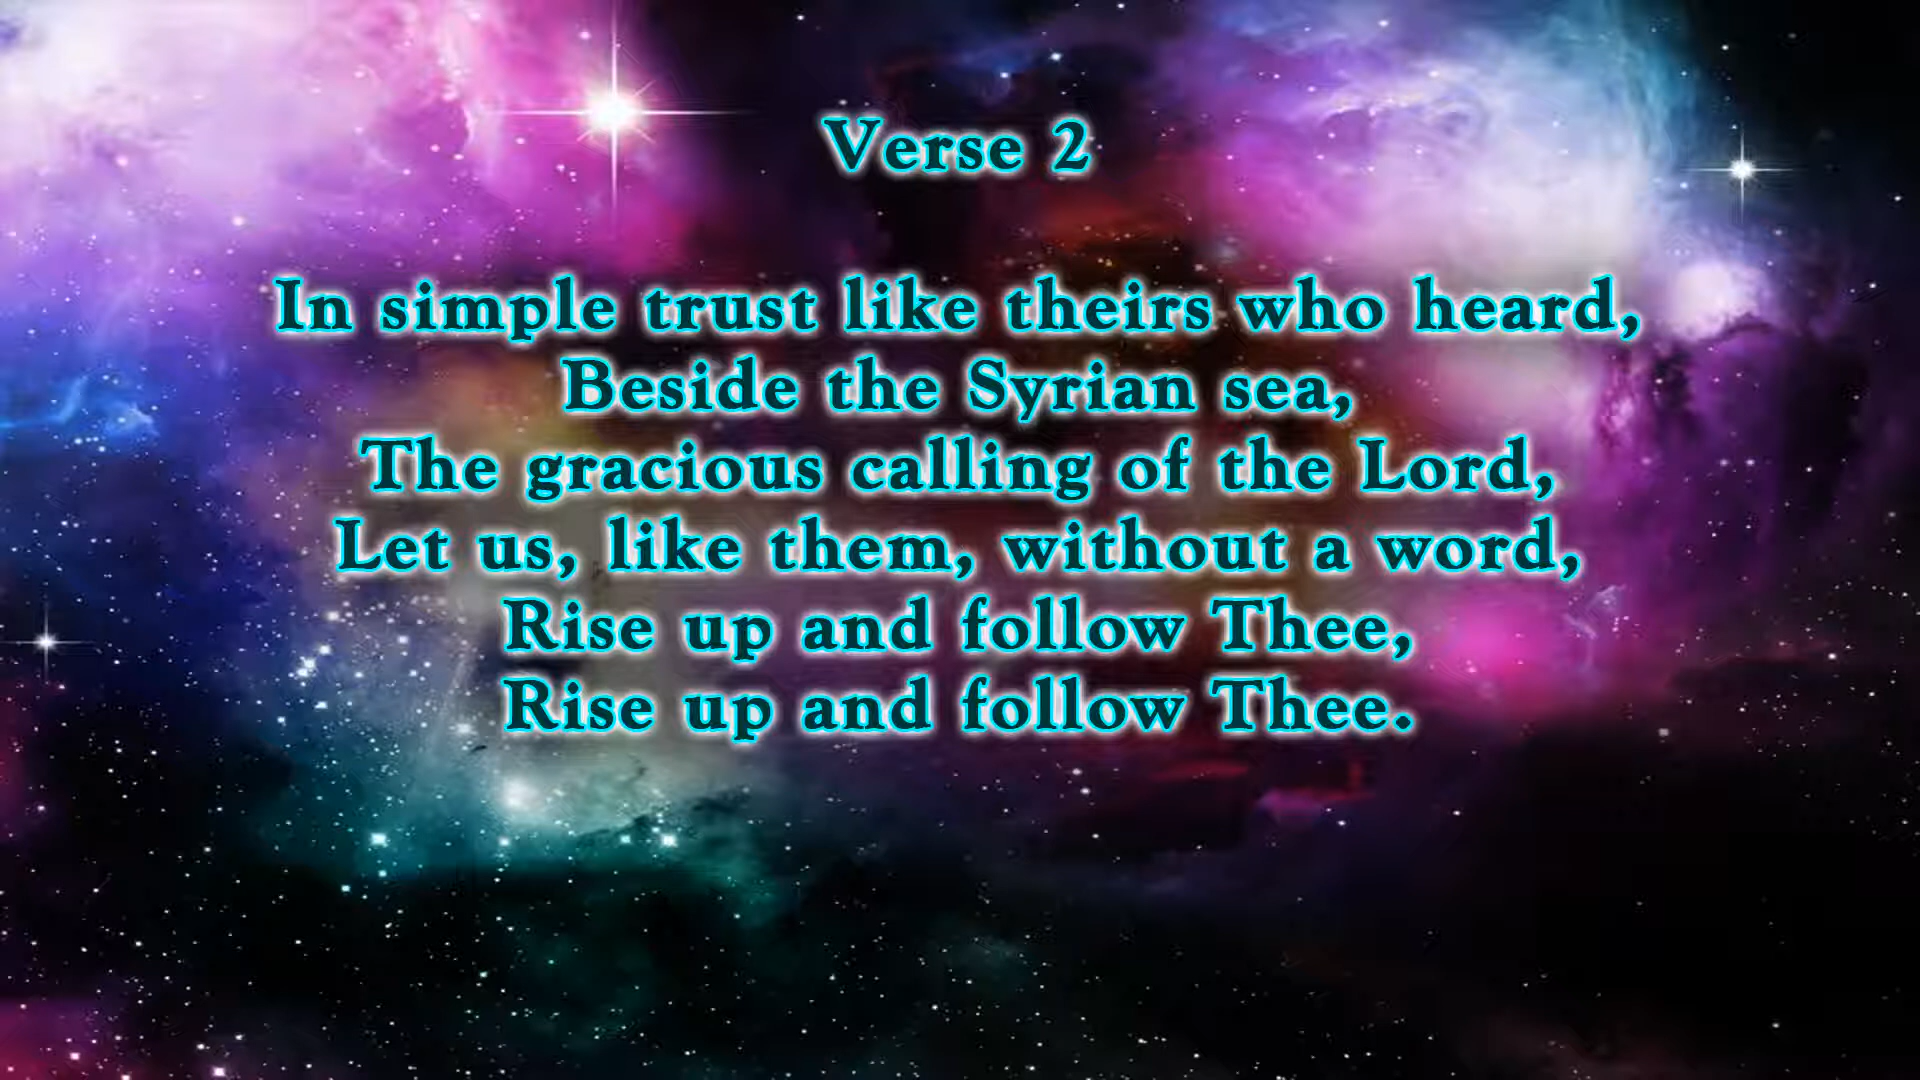 Verse 2
In simple trust like theirs who heard,
Beside the Syrian sea,
The gracious calling of the Lord,
Let us, like them, without a word,
Rise up and follow Thee,
Rise up and follow Thee.